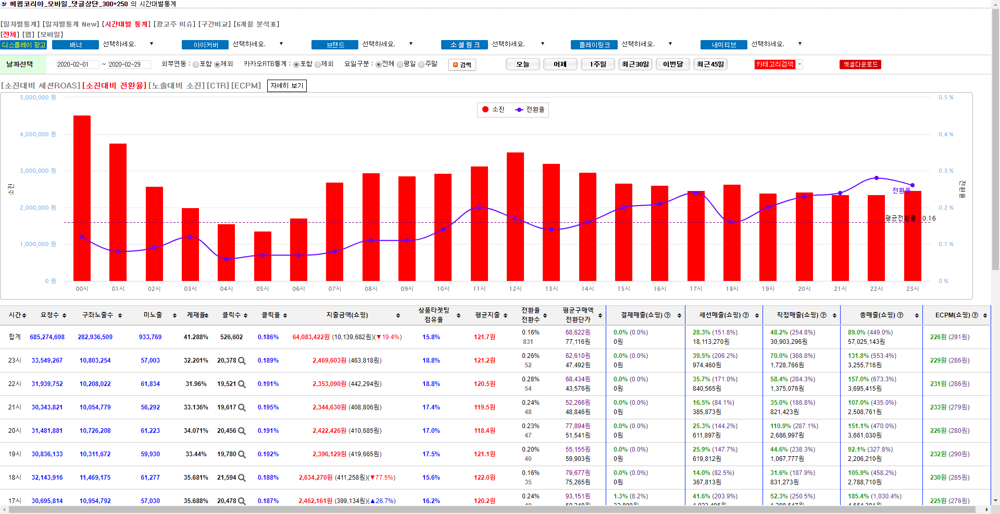 에펨코리아_모바일_댓글상단_300*250 의 시간대별통계
[일자별통계] [일자별통계 New] [시간대별 통계] [광고주 이슈] [구간비교] [6개월 분석표]
[전체] [웹] [모바일]
디스플레이 광고 배너 선택하세요. ▼ 아이커버 선택하세요. ▼ 브랜드 선택하세요. ▼ 소셜링크 선택하세요. ▼ 플레이링크 선택하세요. ▼ 네이티브 선택하세요. ▼
날짜선택 2020-02-01 ~ 2020-02-29 외부연동 : 포함 제외 카카오RTB통계 : 포함 제외 요일구분 : 전체 평일 주말 검색 오늘 어제 1주일 최근30일 이번달 최근45일 카테고리검색 * 엑셀다운로드
[소진대비 세션ROAS] [소진대비 전환율] [노출대비 소진] [CTR] [ECPM] 자세히 보기
5,000,000 원 0.5 %
소진 전환율
4,000,000 원 0.4 %
3,000,000 원 0.3 %
소진 전환율 전환율
2,000,000 원 0.2 %
평균전환율 : 0.16
1,000,000 원 0.1 %
0 원 0 %
00시 01시 02시 03시 04시 05시 06시 07시 08시 09시 10시 11시 12시 13시 14시 15시 16시 17시 18시 19시 20시 21시 22시 23시
시간 요청수 구좌노출수 미노출 게재율 클릭수 클릭율 지출금액(쇼핑) 상품타겟팅 점유율 평균지출 전환율 전환수 평균구매액 전환단가 결제매출(쇼핑) 세션매출(쇼핑) 직접매출(쇼핑) 총매출(쇼핑) ECPM(쇼핑)
합계 685,274,698 282,936,509 933,769 41.288% 526,602 0.186% 64,083,422원 (10,139,682원)(▼19.4%) 15.8% 121.7원 0.16% 831 68,622원 77,116원 0.0% (0.0%) 0원 28.3% (151.8%) 18,113,270원 48.2% (254.8%) 30,903,296원 89.0% (449.0%) 57,025,143원 226원 (291원)
23시 33,549,267 10,803,254 57,003 32.201% 20,378 0.189% 2,469,603원 (463,818원) 18.8% 121.2원 0.26% 52 62,610원 47,492원 0.0% (0.0%) 0원 39.5% (206.2%) 974,460원 70.0% (368.8%) 1,728,766원 131.8% (553.4%) 3,255,716원 229원 (286원)
22시 31,939,752 10,208,022 61,834 31.96% 19,521 0.191% 2,353,090원 (442,294원) 18.8% 120.5원 0.28% 54 68,434원 43,576원 0.0% (0.0%) 0원 35.7% (171.0%) 840,565원 58.4% (284.3%) 1,375,076원 157.0% (673.3%) 3,695,415원 231원 (286원)
21시 30,343,821 10,054,779 56,292 33.136% 19,617 0.195% 2,344,630원 (408,806원) 17.4% 119.5원 0.24% 48 52,266원 48,846원 0.0% (0.0%) 0원 16.5% (84.1%) 385,873원 35.0% (186.8%) 821,423원 107.0% (435.0%) 2,508,761원 233원 (279원)
20시 31,481,881 10,726,208 61,223 34.071% 20,456 0.191% 2,422,426원 (410,685원) 17.0% 118.4원 0.23% 47 77,894원 51,541원 0.0% (0.0%) 0원 25.3% (144.2%) 611,897원 110.9% (287.1%) 2,686,997원 151.1% (470.0%) 3,661,030원 226원 (280원)
19시 30,836,133 10,311,672 59,930 33.44% 19,780 0.192% 2,396,129원 (419,665원) 17.5% 121.1원 0.20% 40 55,155원 59,903원 0.0% (0.0%) 0원 25.9% (147.7%) 619,812원 44.6% (238.3%) 1,067,777원 92.1% (327.8%) 2,206,210원 232원 (290원)
18시 32,143,916 11,469,175 61,277 35.681% 21,594 0.188% 2,634,270원 (411,258원)(▼77.5%) 15.6% 122.0원 0.16% 35 79,677원 75,265원 0.0% (0.0%) 0원 14.0% (82.5%) 367,813원 31.6% (187.9%) 831,273원 105.9% (458.2%) 2,788,710원 230원 (285원)
17시 30,695,814 10,954,792 57,030 35.688% 20,478 0.187% 2,462,161원 (399,134원)(▲26.7%) 16.2% 120.2원 0.24% 93,151원 1.3% (8.2%) 41.6% (203.9%) 52.3% (250.5%) 185.4% (1,030.4%) 225원 (276원)